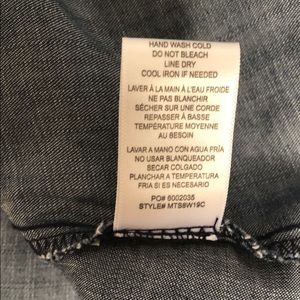 HAND WASH COLD
DO NOT BLEACH
LINE DRY
COOL IRON IF NEEDED
LAVER À LA MAIN À L'EAU FROIDE
NE PAS BLANCHIR
SÉCHER SUR UNE CORDE
REPASSER À BASSE
TEMPÉRATURE MOYENNE
AU BESOIN
LAVAR A MANO CON AGUA FRÍA
NO USAR BLANQUEADOR
SECAR COLGADO
PLANCHAR A TEMPERATURA
FRIA SI ES NECESARIO
PO# 6002035
STYLE# MTS8W19C